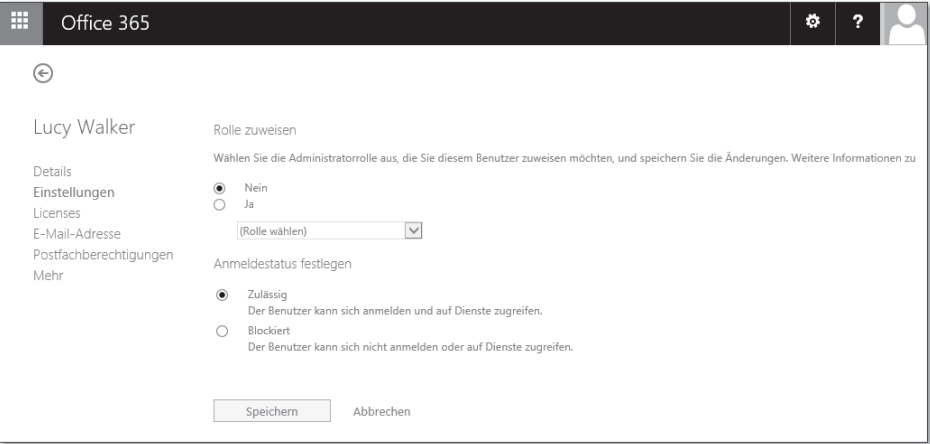 Office 365
?
Lucy Walker
Details
Einstellungen
Licenses
E-Mail-Adresse
Postfachberechtigungen
Mehr
Rolle zuweisen
Wählen Sie die Administratorrolle aus, die Sie diesem Benutzer zuweisen möchten, und speichern Sie die Änderungen. Weitere Informationen zu
Nein
Ja
(Rolle wählen)
Anmeldestatus festlegen
Zulässig
Der Benutzer kann sich anmelden und auf Dienste zugreifen.
Blockiert
Der Benutzer kann sich nicht anmelden oder auf Dienste zugreifen.
Speichern
Abbrechen